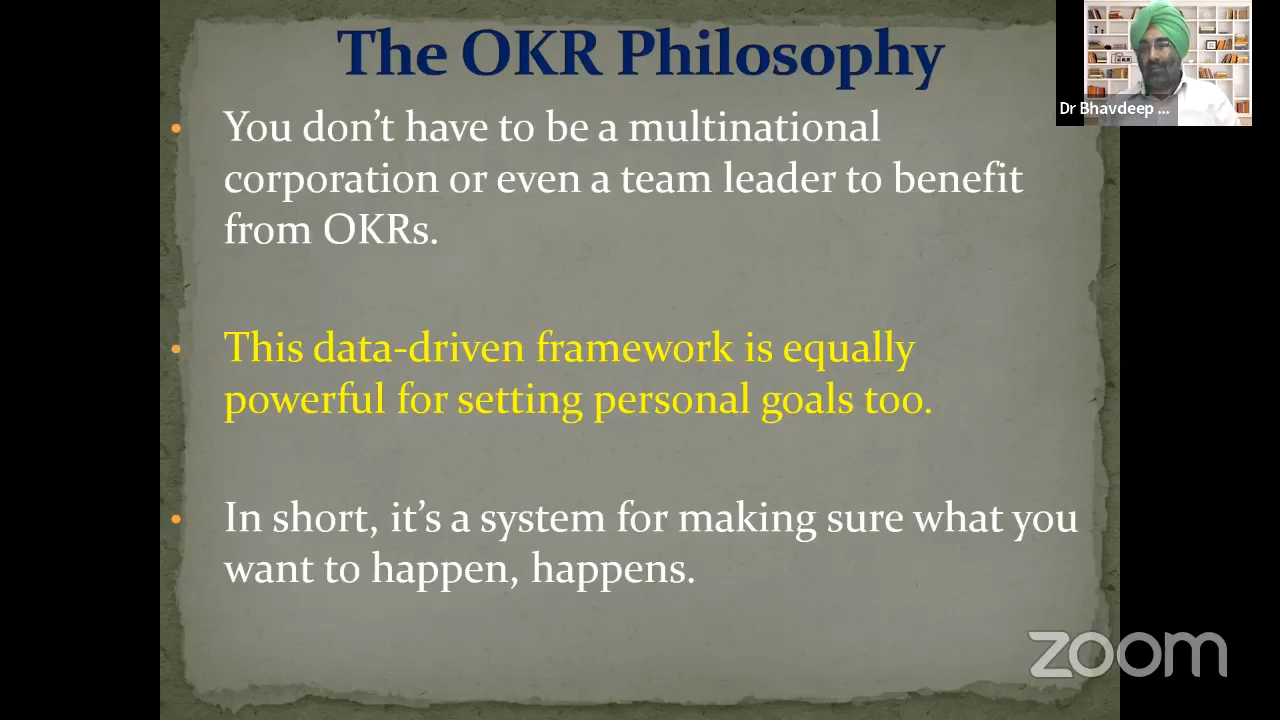 The OKR Philosophy
Dr Bhavdeep ...
• You don’t have to be a multinational
corporation or even a team leader to benefit
from OKRs.
• This data-driven framework is equally
powerful for setting personal goals too.
• In short, it’s a system for making sure what you
want to happen, happens.
zoom